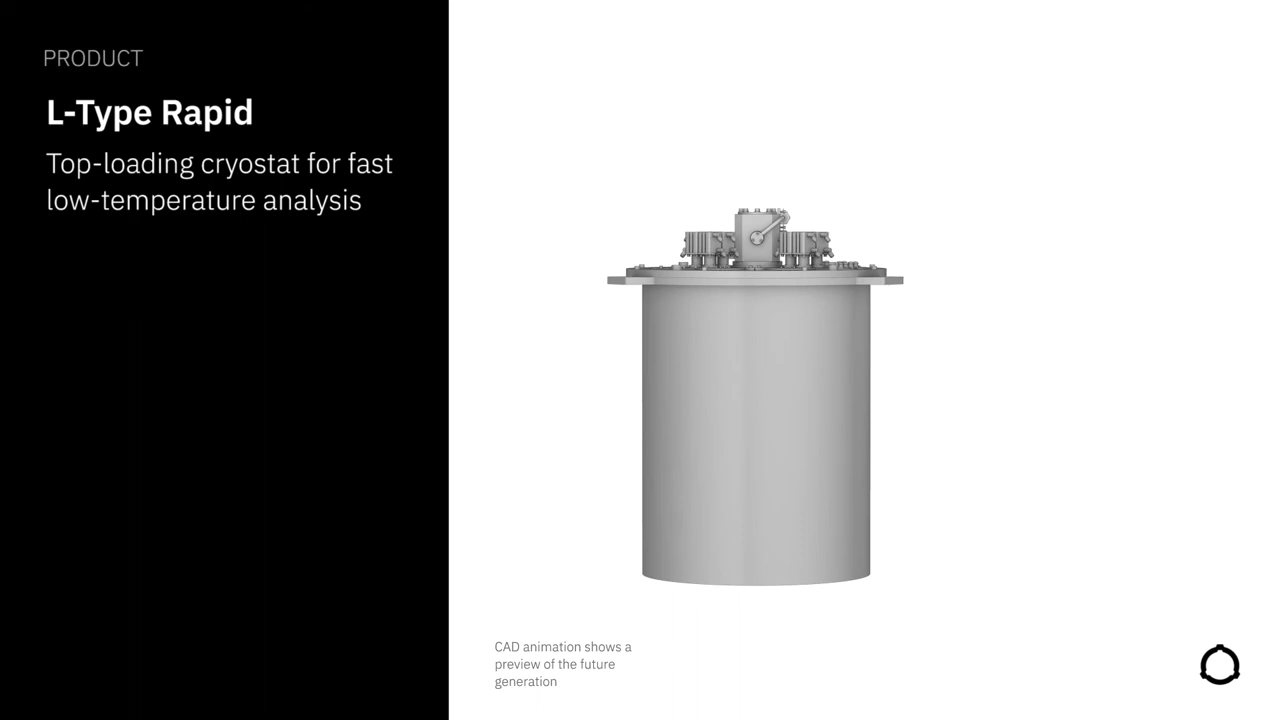 PRODUCT
L-Type Rapid
Top-loading cryostat for fast
low-temperature analysis
CAD animation shows a
preview of the future
generation